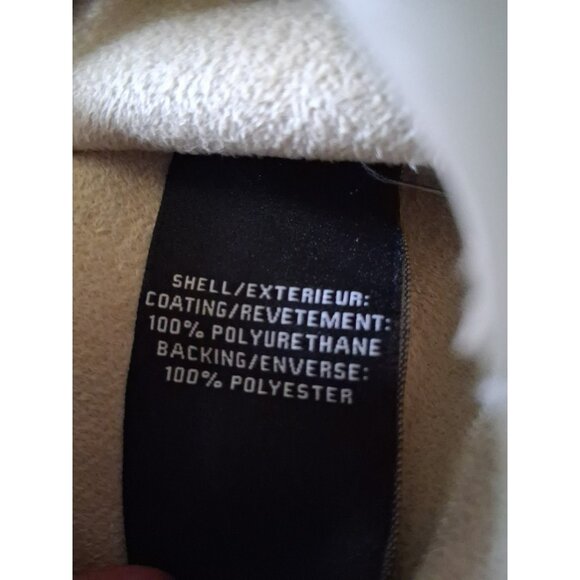 SHELL/EXTERIEUR:
COATING/REVETEMENT:
100% POLYURETHANE
BACKING/ENVERSE:
100% POLYESTER